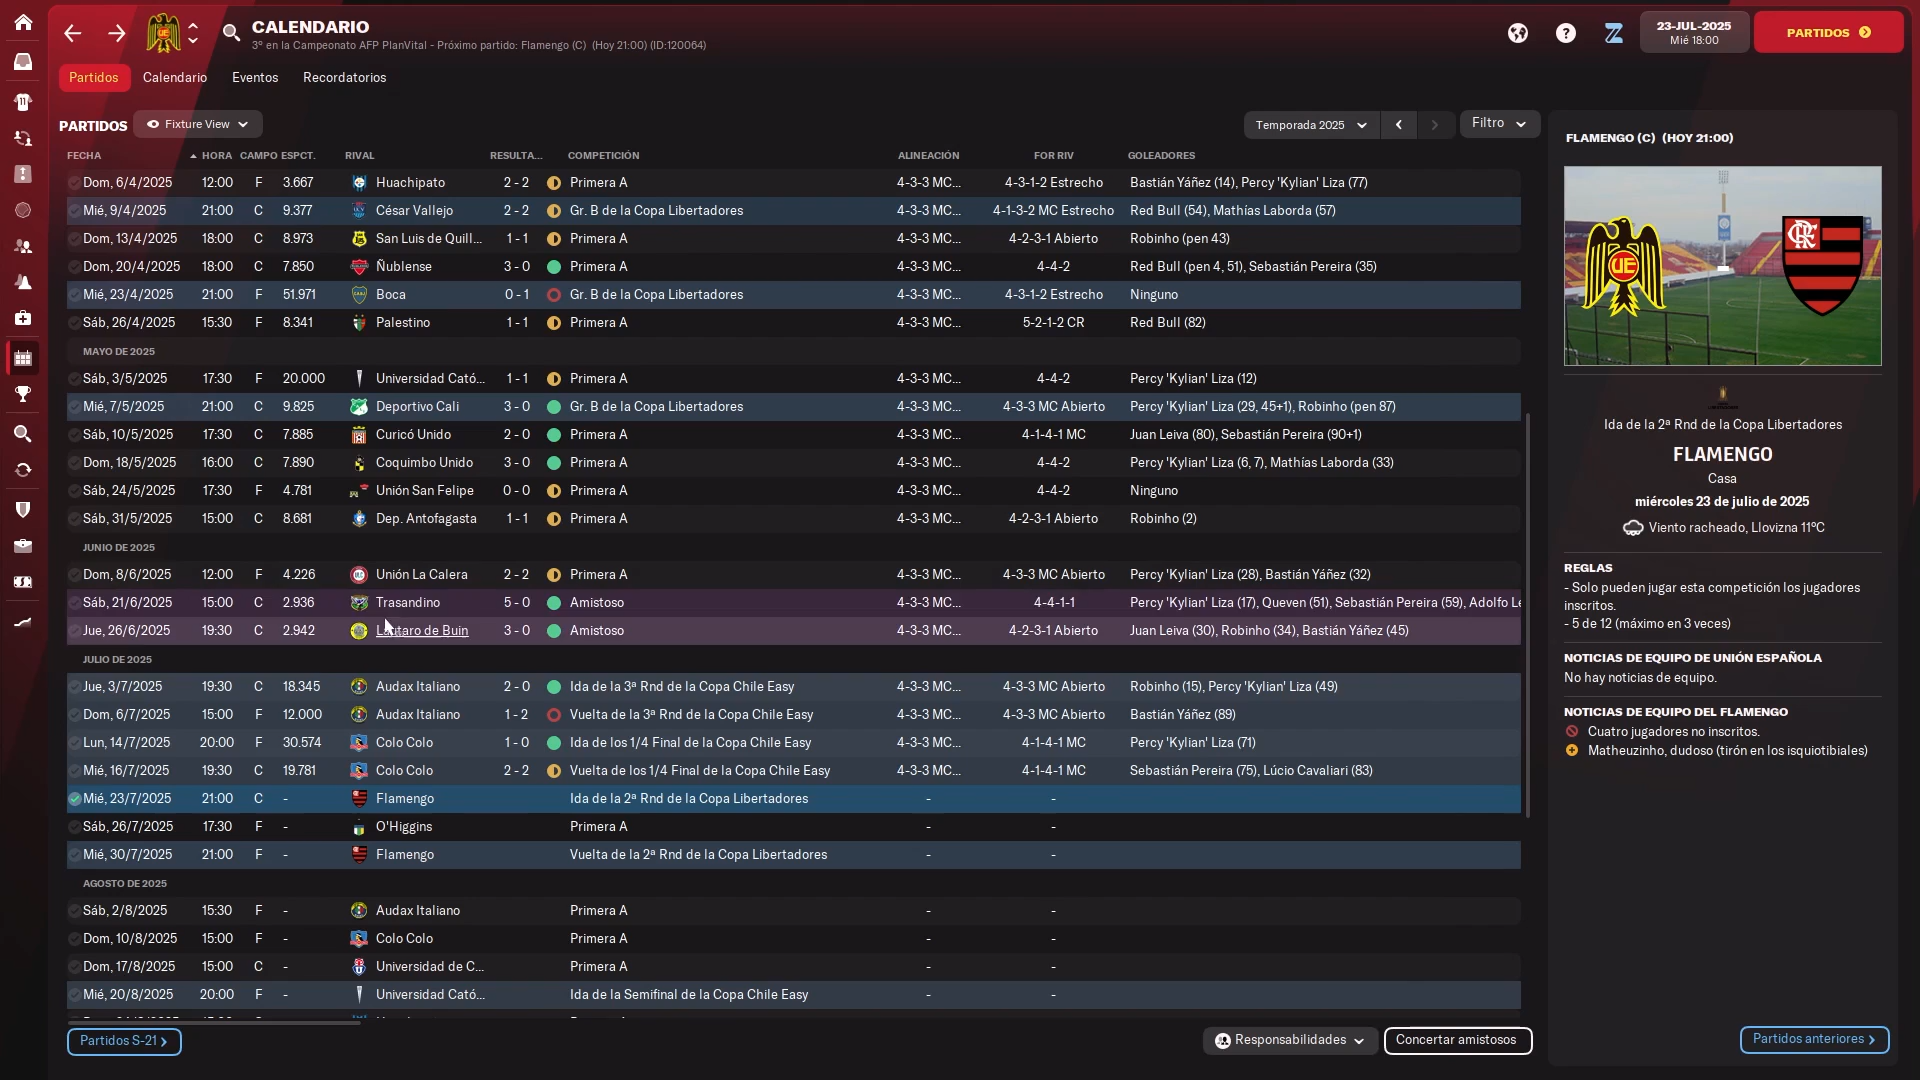 CALENDARIO
3º en la Campeonato AFP PlanVital - Próximo partido: Flamengo (C) (Hoy 21:00) (ID:120064)
23-JUL-2025
Mié 18:00
PARTIDOS
Partidos Calendario Eventos Recordatorios
PARTIDOS Fixture View Temporada 2025 Filtro
FECHA HORA CAMPO ESPCT. RIVAL RESULTA... COMPETICIÓN ALINEACIÓN FOR RIV GOLEADORES
Dom, 6/4/2025 12:00 F 3.667 Huachipato 2 - 2 Primera A 4-3-3 MC... 4-3-1-2 Estrecho Bastián Yáñez (14), Percy 'Kylian' Liza (77)
Mié, 9/4/2025 21:00 C 9.377 César Vallejo 2 - 2 Gr. B de la Copa Libertadores 4-3-3 MC... 4-1-3-2 MC Estrecho Red Bull (54), Mathías Laborda (57)
Dom, 13/4/2025 18:00 C 8.973 San Luis de Quill... 1 - 1 Primera A 4-3-3 MC... 4-2-3-1 Abierto Robinho (pen 43)
Dom, 20/4/2025 18:00 C 7.850 Ñublense 3 - 0 Primera A 4-3-3 MC... 4-4-2 Red Bull (pen 4, 51), Sebastián Pereira (35)
Mié, 23/4/2025 21:00 F 51.971 Boca 0 - 1 Gr. B de la Copa Libertadores 4-3-3 MC... 4-3-1-2 Estrecho Ninguno
Sáb, 26/4/2025 15:30 F 8.341 Palestino 1 - 1 Primera A 4-3-3 MC... 5-2-1-2 CR Red Bull (82)
MAYO DE 2025
Sáb, 3/5/2025 17:30 F 20.000 Universidad Cató... 1 - 1 Primera A 4-3-3 MC... 4-4-2 Percy 'Kylian' Liza (12)
Mié, 7/5/2025 21:00 C 9.825 Deportivo Cali 3 - 0 Gr. B de la Copa Libertadores 4-3-3 MC... 4-3-3 MC Abierto Percy 'Kylian' Liza (29, 45+1), Robinho (pen 87)
Sáb, 10/5/2025 17:30 C 7.885 Curicó Unido 2 - 0 Primera A 4-3-3 MC... 4-1-4-1 MC Juan Leiva (80), Sebastián Pereira (90+1)
Dom, 18/5/2025 16:00 C 7.890 Coquimbo Unido 3 - 0 Primera A 4-3-3 MC... 4-4-2 Percy 'Kylian' Liza (6, 7), Mathías Laborda (33)
Sáb, 24/5/2025 17:30 F 4.781 Unión San Felipe 0 - 0 Primera A 4-3-3 MC... 4-4-2 Ninguno
Sáb, 31/5/2025 15:00 C 8.681 Dep. Antofagasta 1 - 1 Primera A 4-3-3 MC... 4-2-3-1 Abierto Robinho (2)
JUNIO DE 2025
Dom, 8/6/2025 12:00 F 4.226 Unión La Calera 2 - 2 Primera A 4-3-3 MC... 4-3-3 MC Abierto Percy 'Kylian' Liza (28), Bastián Yáñez (32)
Sáb, 21/6/2025 15:00 C 2.936 Trasandino 5 - 0 Amistoso 4-3-3 MC... 4-4-1-1 Percy 'Kylian' Liza (17), Queven (51), Sebastián Pereira (59), Adolfo Le
Jue, 26/6/2025 19:30 C 2.942 Lautaro de Buin 3 - 0 Amistoso 4-3-3 MC... 4-2-3-1 Abierto Juan Leiva (30), Robinho (34), Bastián Yáñez (45)
JULIO DE 2025
Jue, 3/7/2025 19:30 C 18.345 Audax Italiano 2 - 0 Ida de la 3ª Rnd de la Copa Chile Easy 4-3-3 MC... 4-3-3 MC Abierto Robinho (15), Percy 'Kylian' Liza (49)
Dom, 6/7/2025 15:00 F 12.000 Audax Italiano 1 - 2 Vuelta de la 3ª Rnd de la Copa Chile Easy 4-3-3 MC... 4-3-3 MC Abierto Bastián Yáñez (89)
Lun, 14/7/2025 20:00 F 30.574 Colo Colo 1 - 0 Ida de los 1/4 Final de la Copa Chile Easy 4-3-3 MC... 4-1-4-1 MC Percy 'Kylian' Liza (71)
Mié, 16/7/2025 19:30 C 19.781 Colo Colo 2 - 2 Vuelta de los 1/4 Final de la Copa Chile Easy 4-3-3 MC... 4-1-4-1 MC Sebastián Pereira (75), Lúcio Cavaliari (83)
Mié, 23/7/2025 21:00 C - Flamengo Ida de la 2ª Rnd de la Copa Libertadores - -
Sáb, 26/7/2025 17:30 F - O'Higgins Primera A - -
Mié, 30/7/2025 21:00 F - Flamengo Vuelta de la 2ª Rnd de la Copa Libertadores - -
AGOSTO DE 2025
Sáb, 2/8/2025 15:30 F - Audax Italiano Primera A - -
Dom, 10/8/2025 15:00 F - Colo Colo Primera A - -
Dom, 17/8/2025 15:00 C - Universidad de C... Primera A - -
Mié, 20/8/2025 20:00 F - Universidad Cató... Ida de la Semifinal de la Copa Chile Easy - -
Partidos S-21 Responsabilidades Concertar amistosos
FLAMENGO (C) (HOY 21:00)
UE
Ida de la 2ª Rnd de la Copa Libertadores
FLAMENGO
Casa
miércoles 23 de julio de 2025
Viento racheado, Llovizna 11ºC
REGLAS
- Solo pueden jugar esta competición los jugadores
inscritos.
- 5 de 12 (máximo en 3 veces)
NOTICIAS DE EQUIPO DE UNIÓN ESPAÑOLA
No hay noticias de equipo.
NOTICIAS DE EQUIPO DEL FLAMENGO
Cuatro jugadores no inscritos.
Matheuzinho, dudoso (tirón en los isquiotibiales)
Partidos anteriores